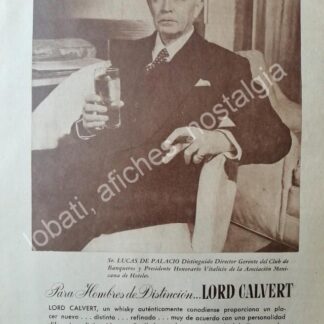 lobati, afiches, nostalgia
Sr. LUCAS DE PALACIO Distinguido Director Gerente del Club de
Banqueros y Presidente Honorario Vitalicio de la Asociación Mexi-
cana de Hoteles.
Para Hombres de Distinción...LORD CALVERT
LORD CALVERT, un whisky auténticamente canadiense proporciona un pla-
cer nuevo . . . distinto . . . refinado . . . muy de acuerdo con una personalidad